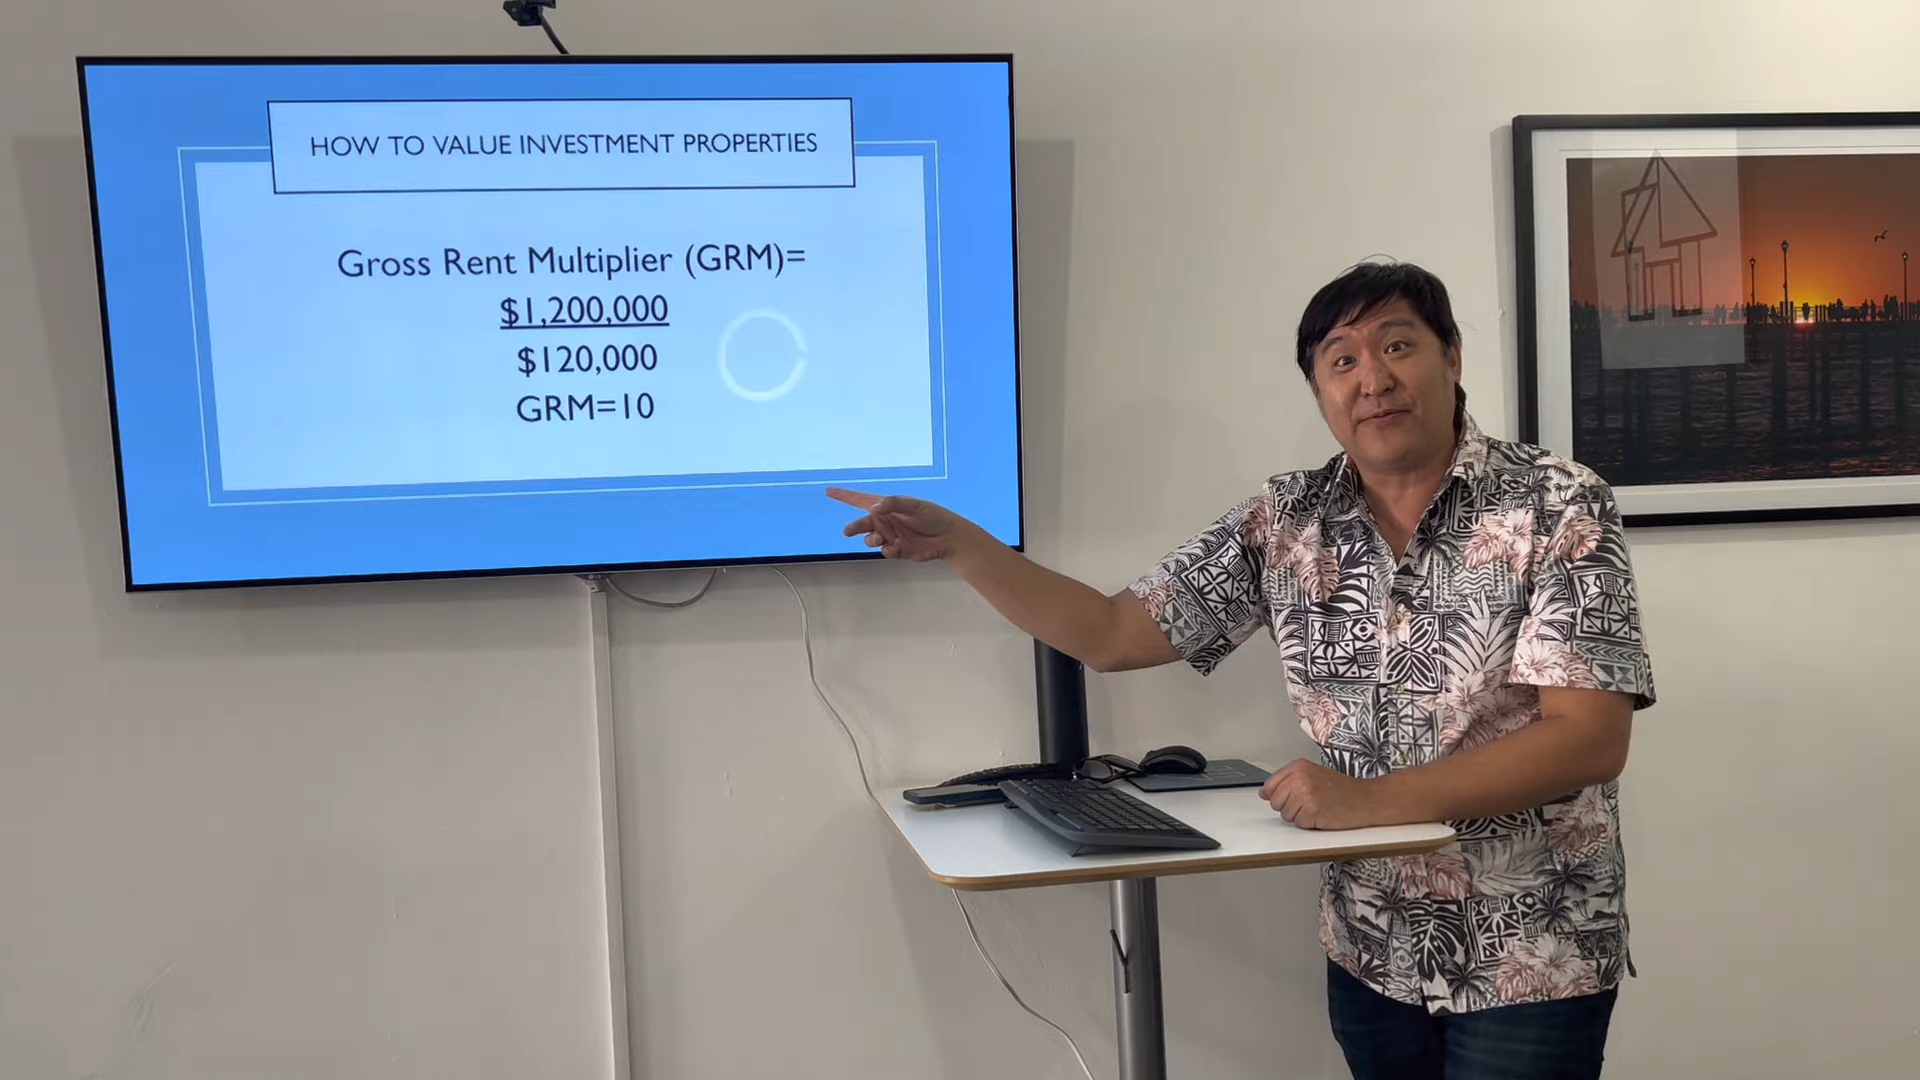 HOW TO VALUE INVESTMENT PROPERTIES
Gross Rent Multiplier (GRM)=
$1,200,000
$120,000
GRM=10